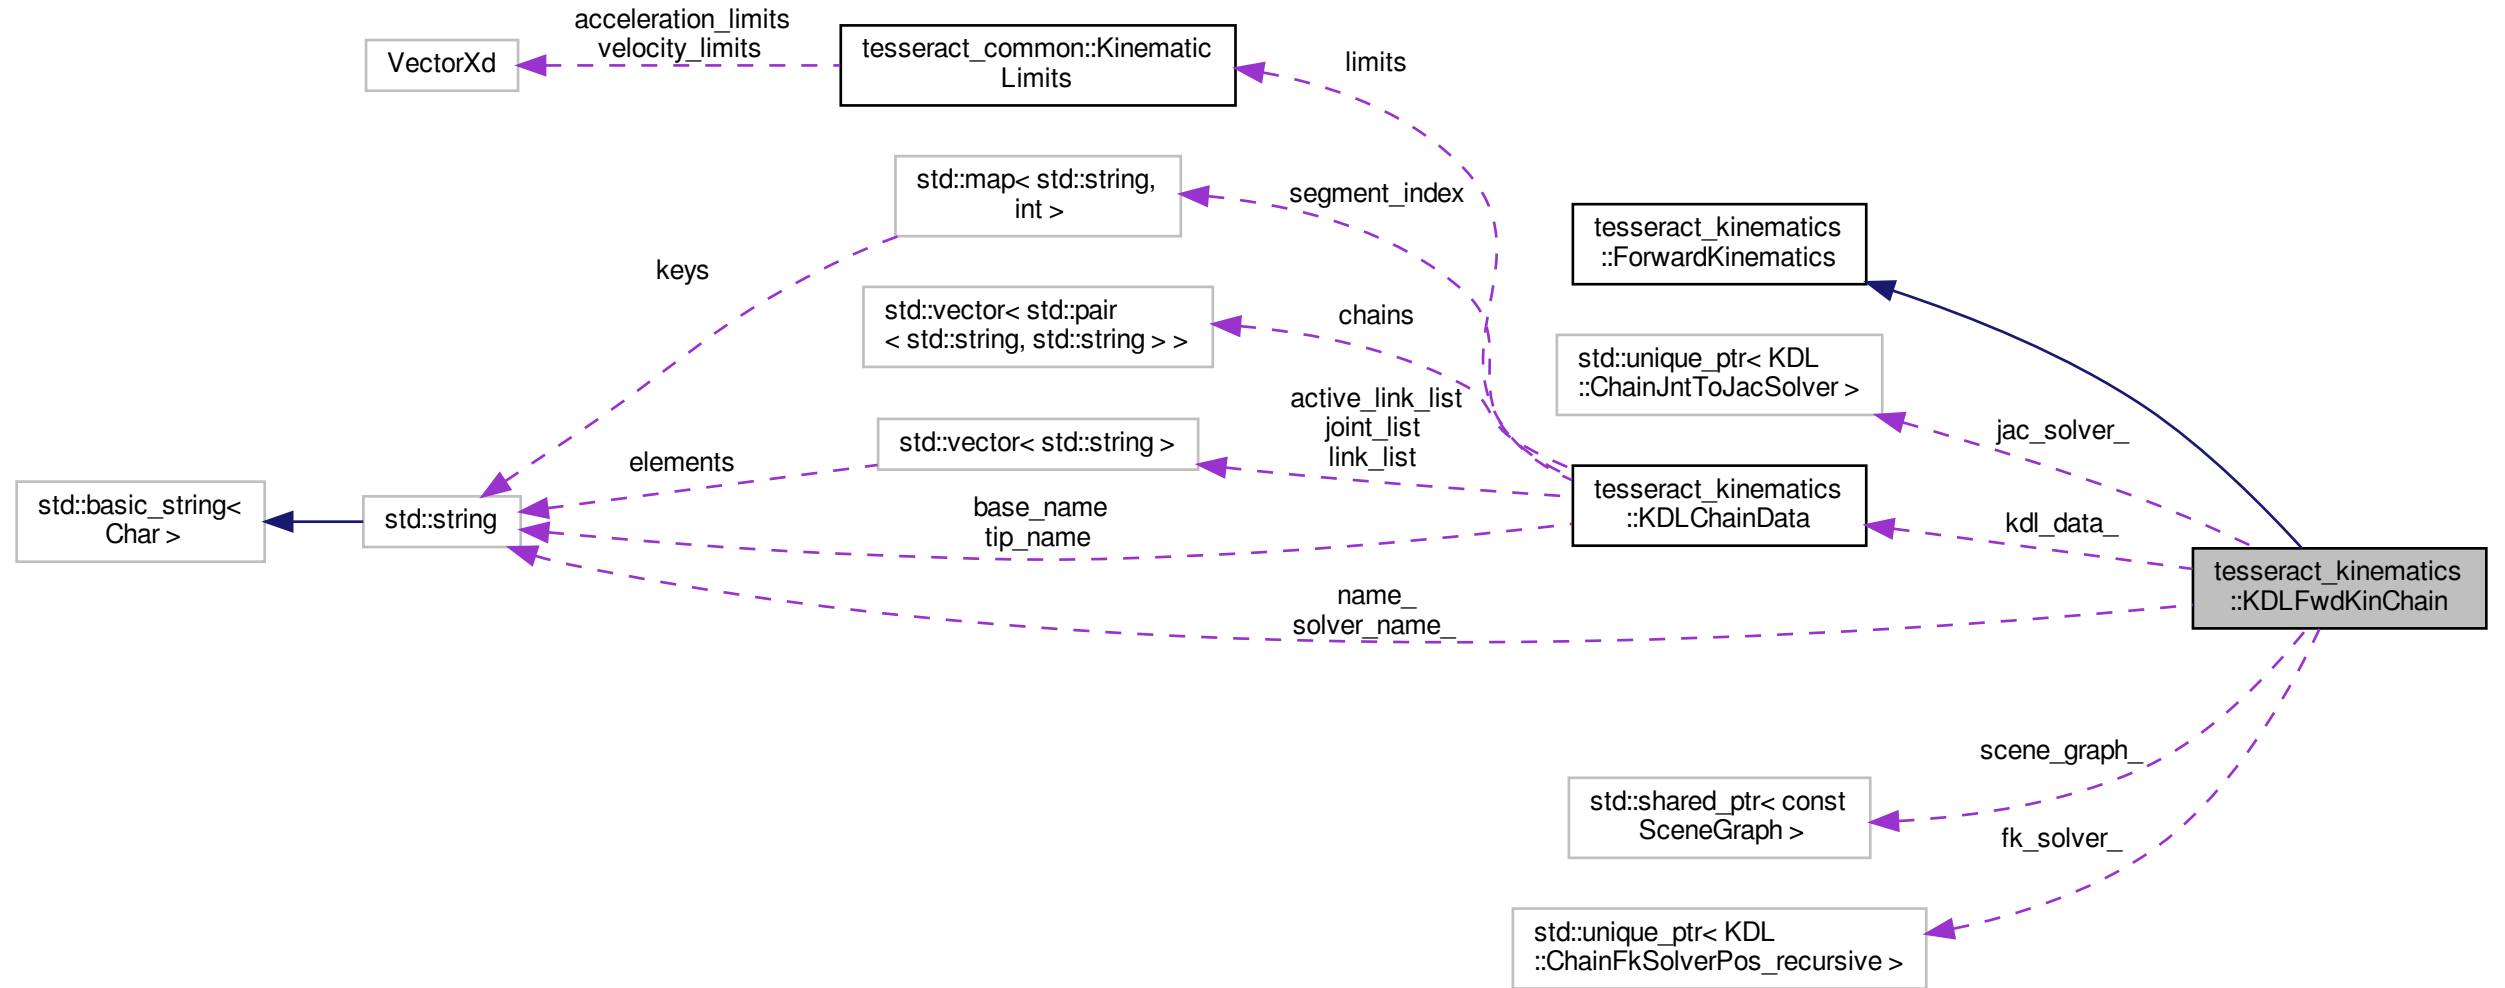 acceleration_limits
velocity_limits
VectorXd
tesseract_common::Kinematic
Limits
limits
std::map< std::string,
int >
segment_index
keys
std::vector< std::pair
< std::string, std::string > >
chains
tesseract_kinematics
::ForwardKinematics
std::unique_ptr< KDL
::ChainJntToJacSolver >
jac_solver_
active_link_list
joint_list
link_list
std::vector< std::string >
elements
std::basic_string<
Char >
std::string
base_name
tip_name
tesseract_kinematics
::KDLChainData
kdl_data_
tesseract_kinematics
::KDLFwdKinChain
name_
solver_name_
scene_graph_
std::shared_ptr< const
SceneGraph >
fk_solver_
std::unique_ptr< KDL
::ChainFkSolverPos_recursive >